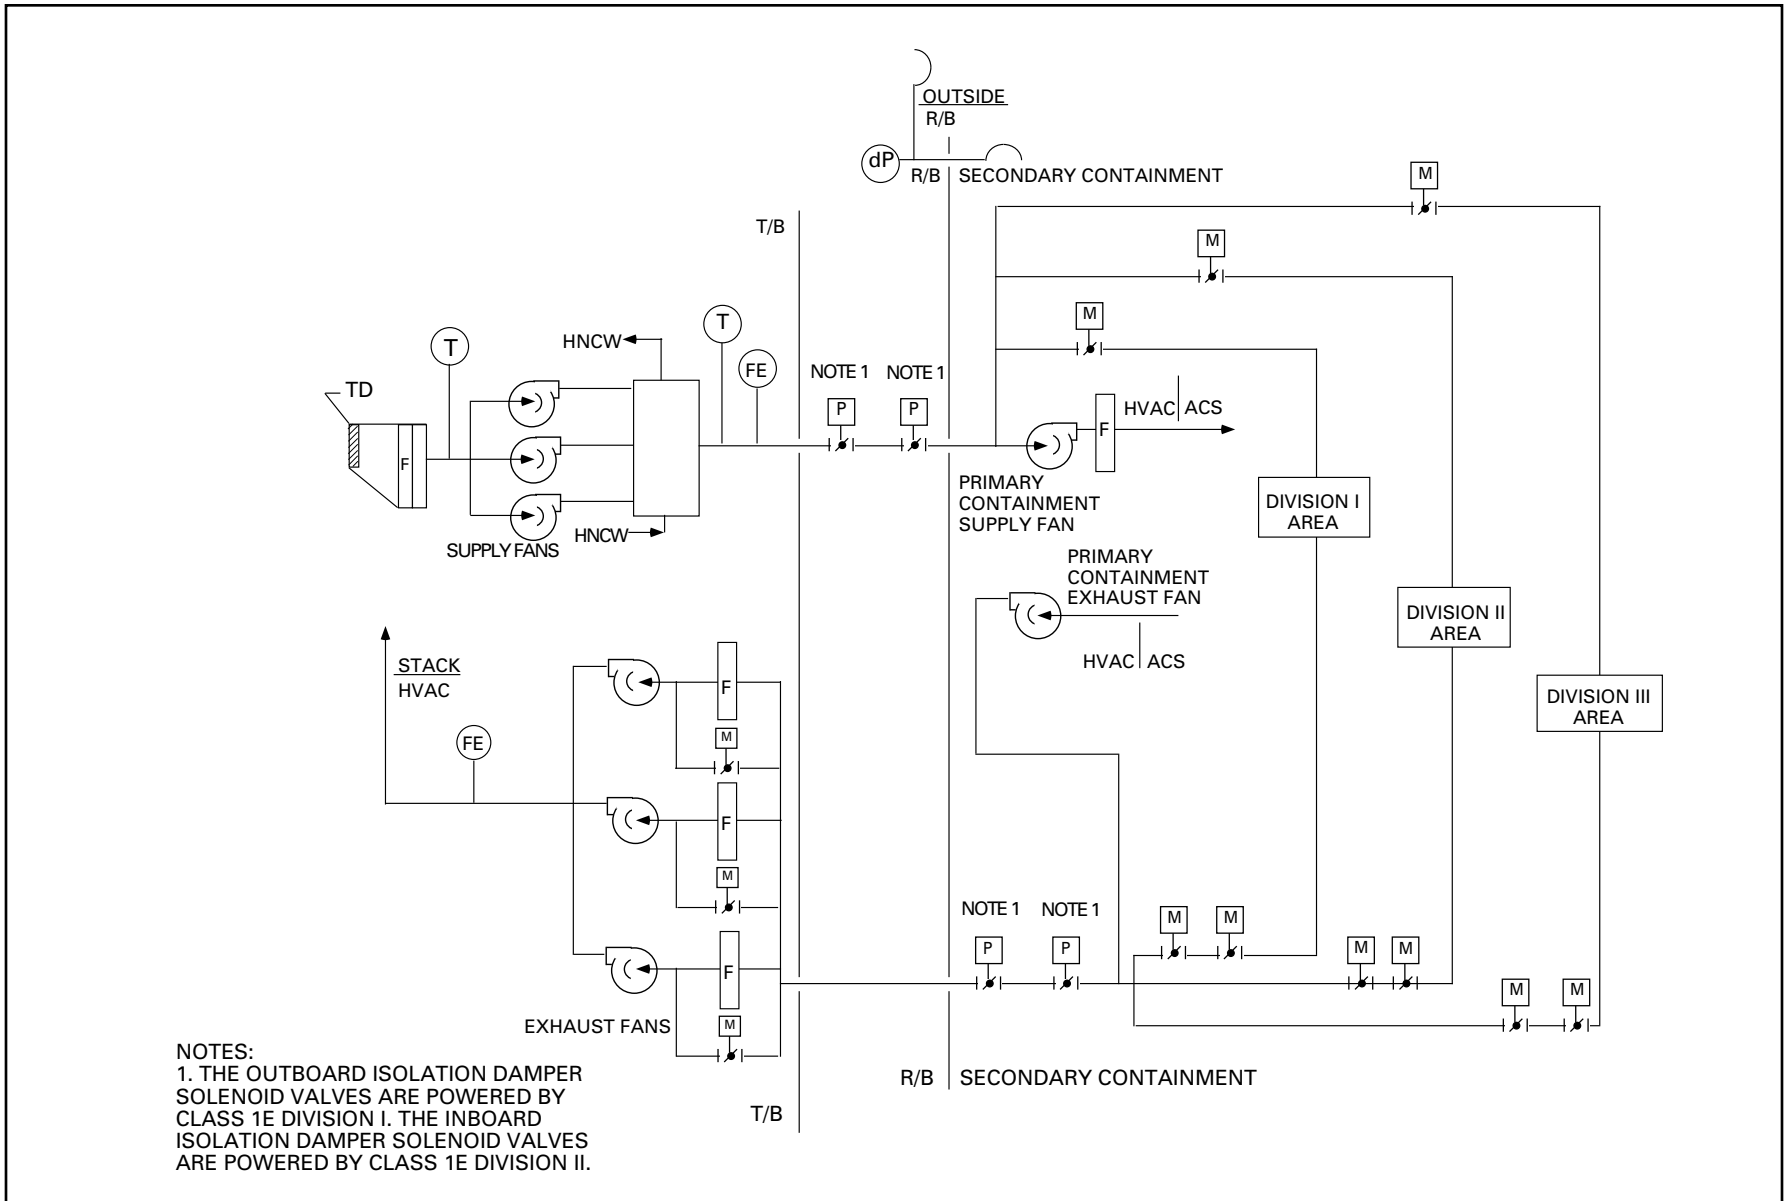 OUTSIDE
R/B
dP
R/B
SECONDARY CONTAINMENT
M
T/B
M
M
T
T
HNCW
FE
NOTE 1
NOTE 1
TD
P
P
HVAC
ACS
F
F
PRIMARY
CONTAINMENT
SUPPLY FAN
DIVISION I
AREA
HNCW
SUPPLY FANS
PRIMARY
CONTAINMENT
EXHAUST FAN
DIVISION II
AREA
HVAC
ACS
STACK
HVAC
F
DIVISION III
AREA
FE
M
F
M
NOTE 1
NOTE 1
M
M
P
P
M
M
F
M
M
EXHAUST FANS
M
R/B
SECONDARY CONTAINMENT
T/B
NOTES:
1. THE OUTBOARD ISOLATION DAMPER
SOLENOID VALVES ARE POWERED BY
CLASS 1E DIVISION I. THE INBOARD
ISOLATION DAMPER SOLENOID VALVES
ARE POWERED BY CLASS 1E DIVISION II.